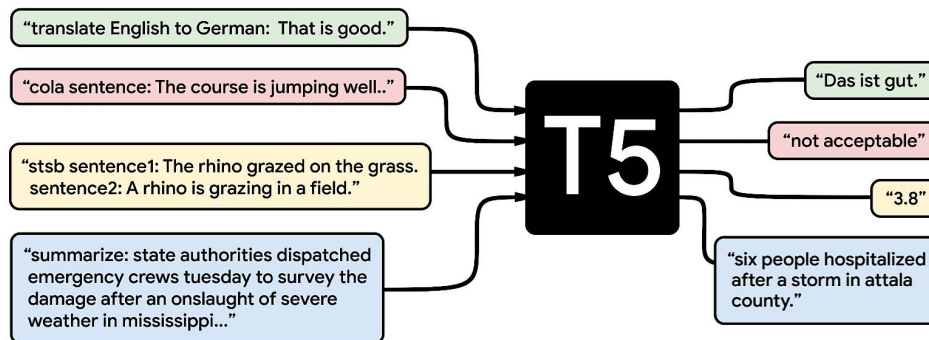 “translate English to German:  That is good.”
“cola sentence: The course is jumping well..”
“stsb sentence1: The rhino grazed on the grass.
sentence2: A rhino is grazing in a field.”
“summarize: state authorities dispatched
emergency crews tuesday to survey the
damage after an onslaught of severe
weather in mississippi...”
T5
“Das ist gut.”
“not acceptable”
“3.8”
“six people hospitalized
after a storm in attala
county.”